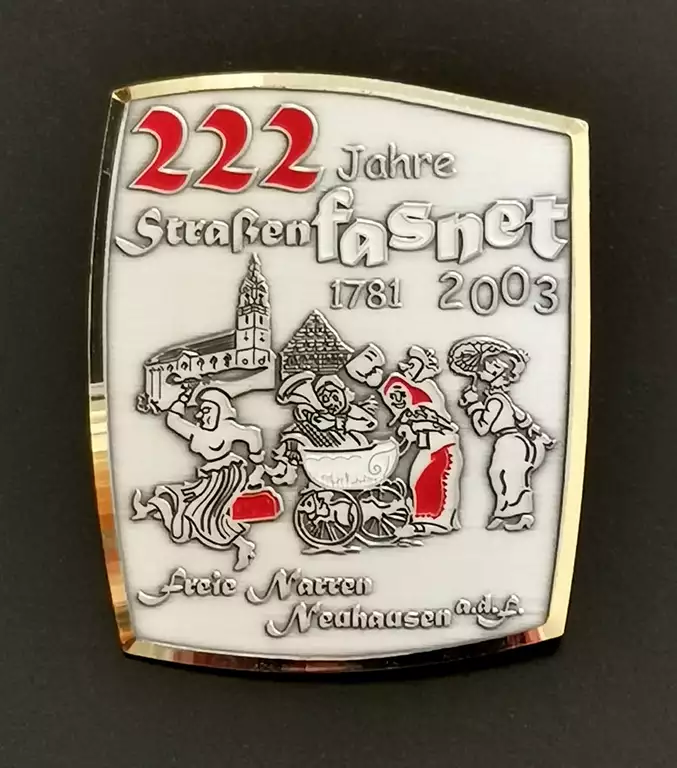 222 Jahre
Straßenfasnet
1781 2003
Freie Narren
Neuhausen a.d.F.